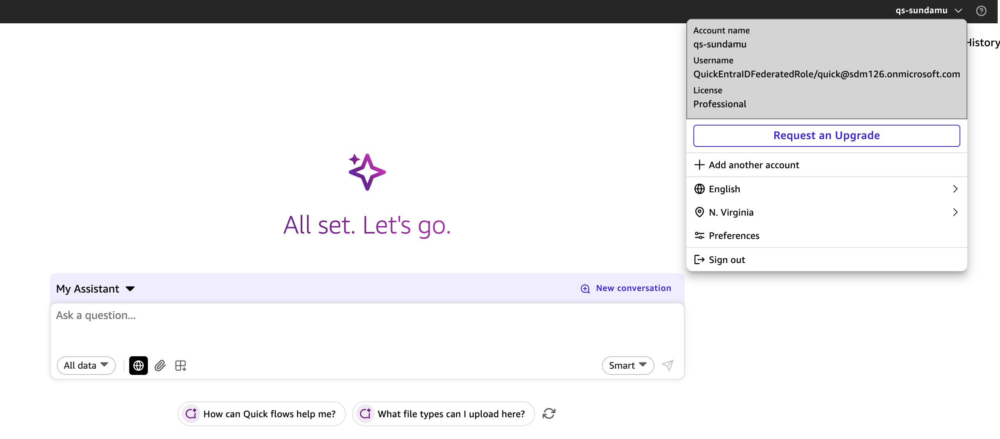 qs-sundamu
Account name
qs-sundamu
History
Username
QuickEntraIDFederatedRole/quick@sdm126.onmicrosoft.com
License
Professional
Request an Upgrade
Add another account
English
N. Virginia
Preferences
Sign out
All set. Let's go.
My Assistant
New conversation
Ask a question...
All data
Smart
How can Quick flows help me?
What file types can I upload here?